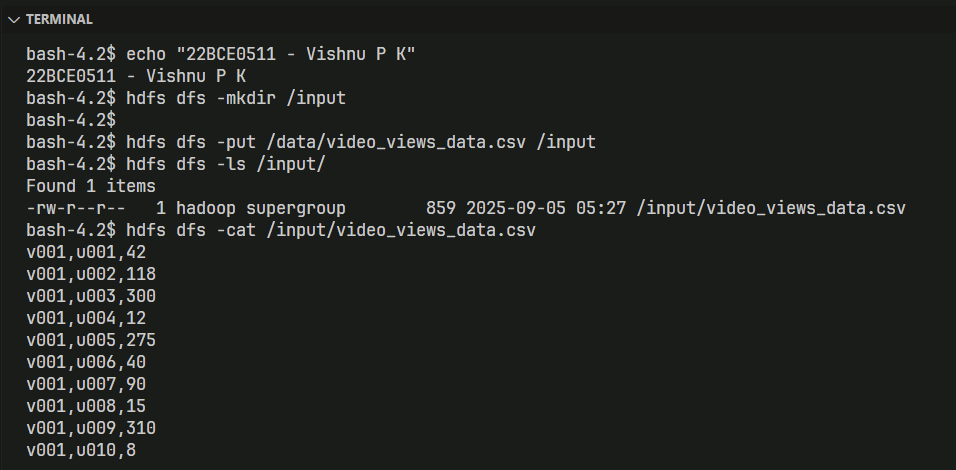 TERMINAL
bash-4.2$ echo "22BCE0511 - Vishnu P K"
22BCE0511 - Vishnu P K
bash-4.2$ hdfs dfs -mkdir /input
bash-4.2$
bash-4.2$ hdfs dfs -put /data/video_views_data.csv /input
bash-4.2$ hdfs dfs -ls /input/
Found 1 items
-rw-r--r--   1 hadoop supergroup        859 2025-09-05 05:27 /input/video_views_data.csv
bash-4.2$ hdfs dfs -cat /input/video_views_data.csv
v001,u001,42
v001,u002,118
v001,u003,300
v001,u004,12
v001,u005,275
v001,u006,40
v001,u007,90
v001,u008,15
v001,u009,310
v001,u010,8